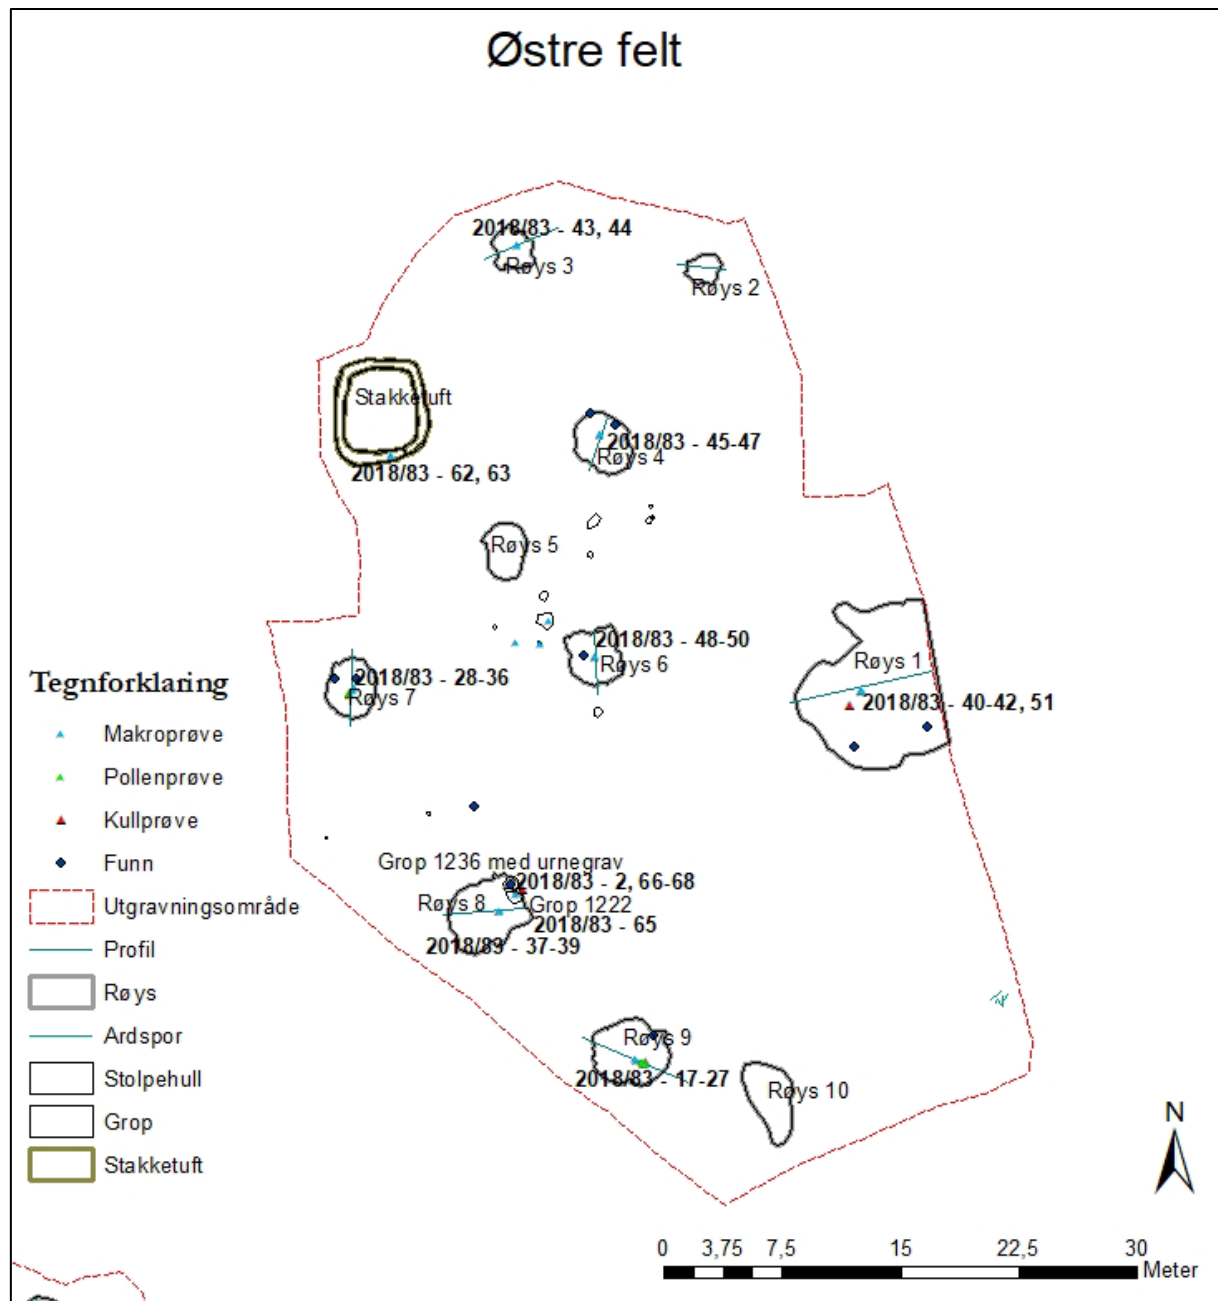 Østre felt
2018/83 - 43, 44
Røys 3
Røys 2
Stakketuft
2018/83 - 62, 63
2018/83 - 45-47
Røys 4
Røys 5
2018/83 - 48-50
Røys 6
Røys 1
2018/83 - 40-42, 51
2018/83 - 28-36
Røys 7
Grop 1236 med urnegrav
2018/83 - 2, 66-68
Røys 8
Grop 1222
2018/83 - 65
2018/83 - 37-39
Røys 9
2018/83 - 17-27
Røys 10
Tegnforklaring
Makroprøve
Pollenprøve
Kullprøve
Funn
Utgravningsområde
Profil
Røys
Ardspor
Stolpehull
Grop
Stakketuft
N
0 3,75 7,5 15 22,5 30
Meter